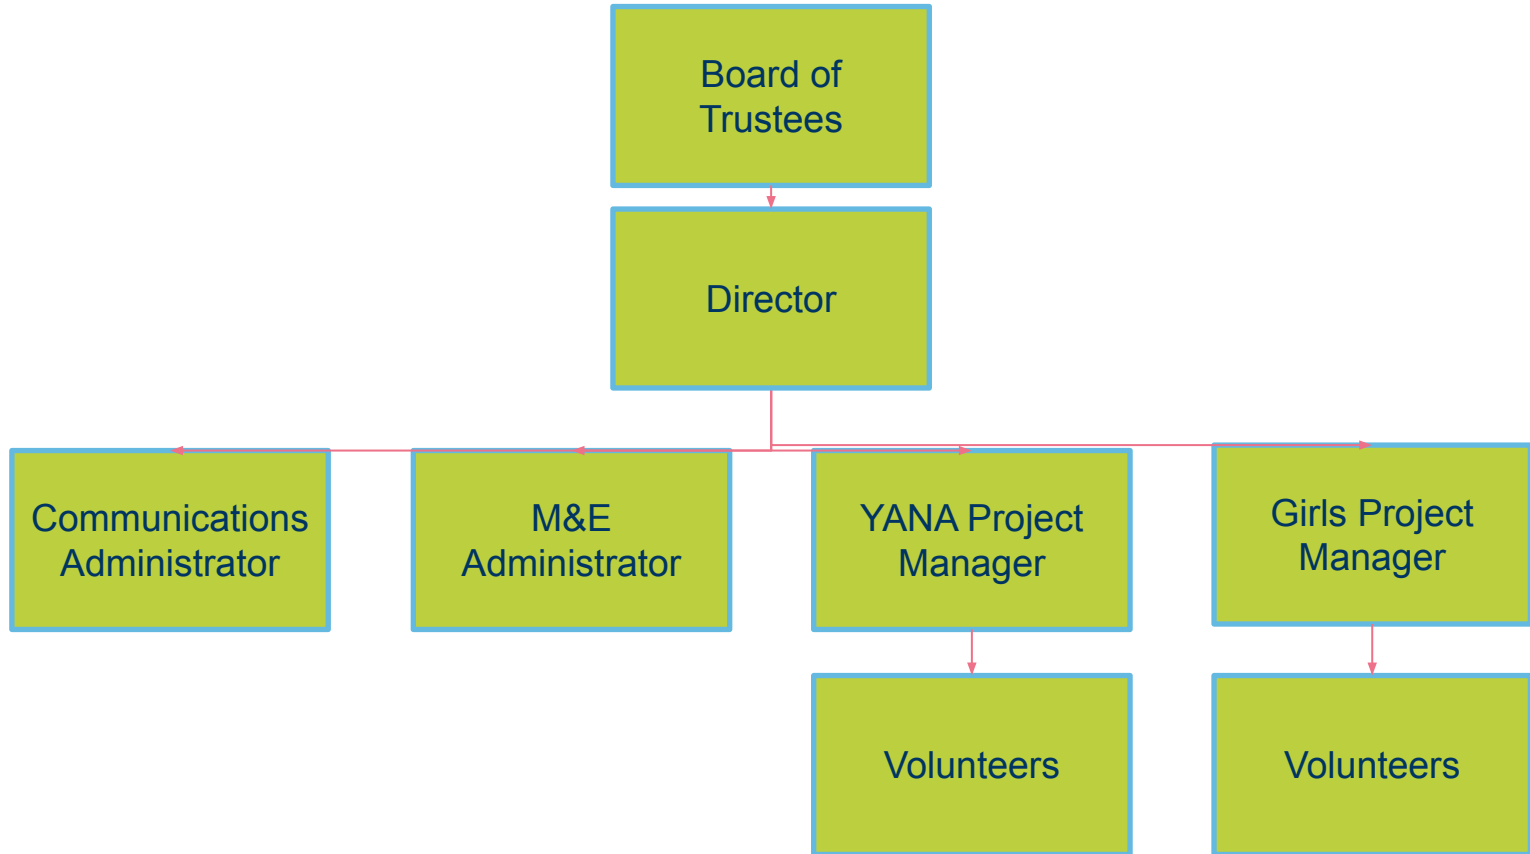 Board of
Trustees
Director
Communications
Administrator
M&E
Administrator
YANA Project
Manager
Girls Project
Manager
Volunteers
Volunteers